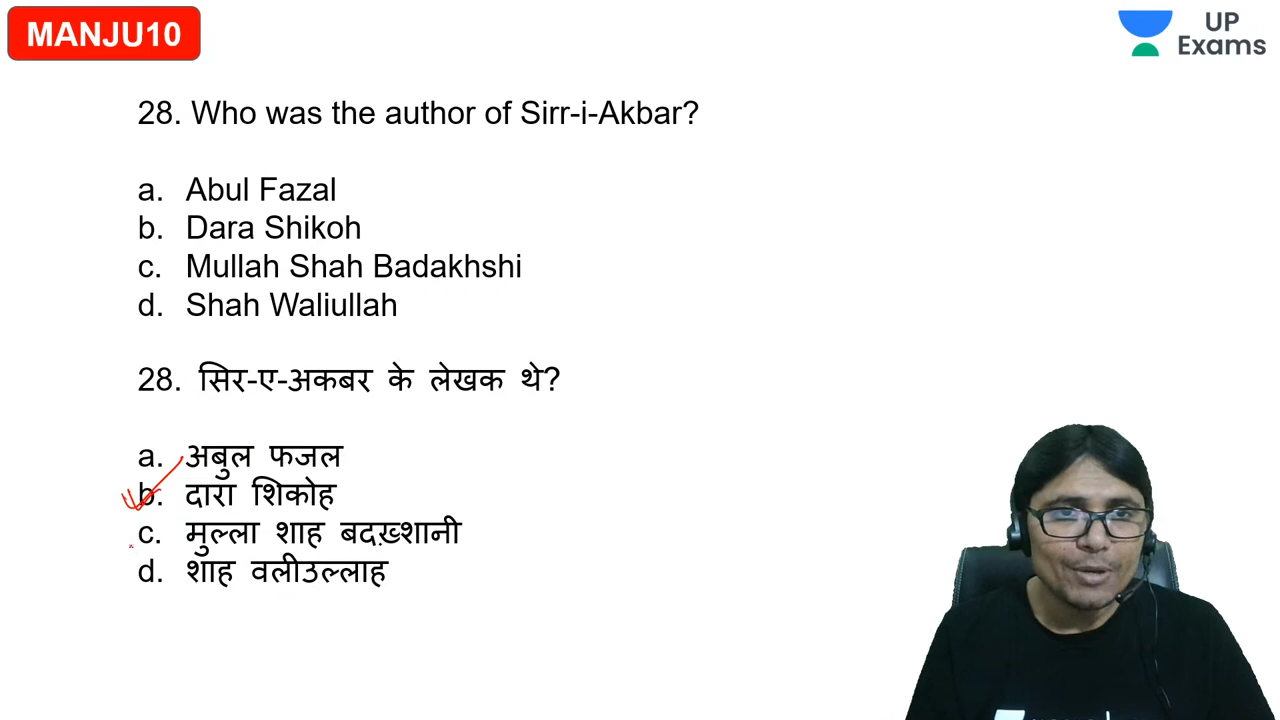 MANJU10
UP
Exams
28. Who was the author of Sirr-i-Akbar?
a. Abul Fazal
b. Dara Shikoh
c. Mullah Shah Badakhshi
d. Shah Waliullah
28. सिर-ए-अकबर के लेखक थे?
a. अबुल फजल
b. दारा शिकोह
c. मुल्ला शाह बदख़्शानी
d. शाह वलीउल्लाह